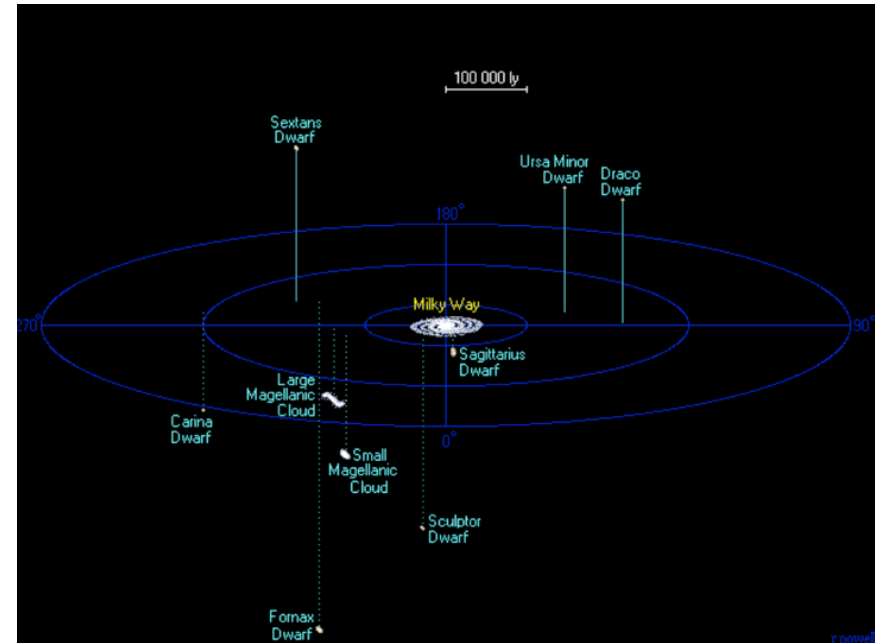 100 000 ly
Sextans
Dwarf
Ursa Minor
Dwarf
Draco
Dwarf
180°
Milky Way
270°
90°
Sagittarius
Dwarf
Large
Magellanic
Cloud
Carina
Dwarf
0°
Small
Magellanic
Cloud
Sculptor
Dwarf
Fornax
Dwarf
r.powell